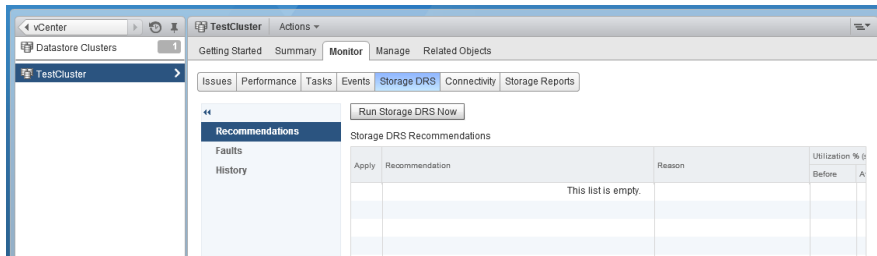 vCenter
TestCluster Actions
Datastore Clusters 1
Getting Started Summary Monitor Manage Related Objects
TestCluster
Issues Performance Tasks Events Storage DRS Connectivity Storage Reports
Run Storage DRS Now
Recommendations
Storage DRS Recommendations
Faults
History
Apply Recommendation Reason Utilization %
Before
This list is empty.